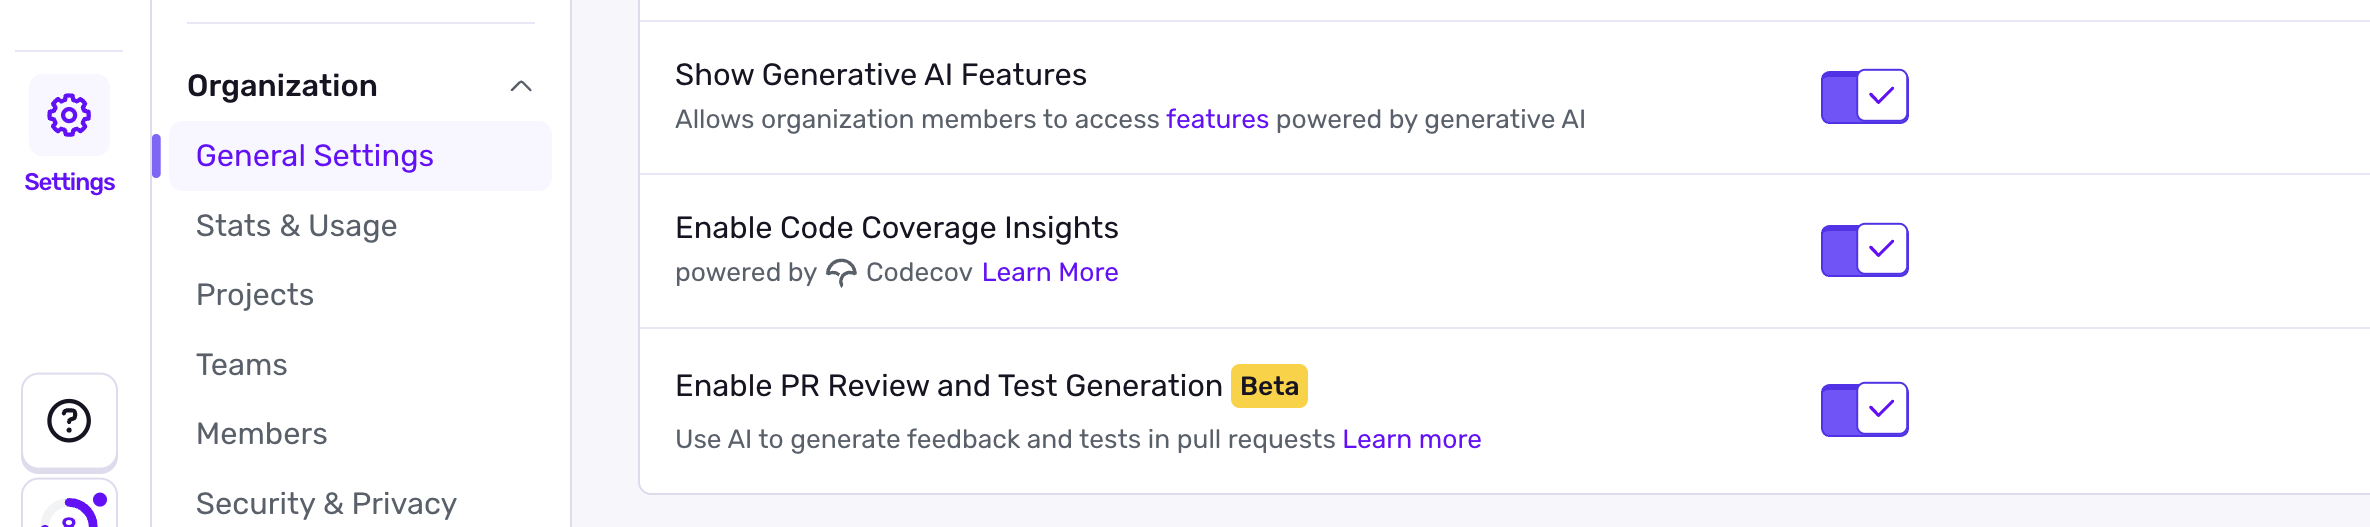 Settings
Organization
General Settings
Stats & Usage
Projects
Teams
Members
Security & Privacy
Show Generative AI Features
Allows organization members to access features powered by generative AI
Enable Code Coverage Insights
powered by Codecov Learn More
Enable PR Review and Test Generation Beta
Use AI to generate feedback and tests in pull requests Learn more